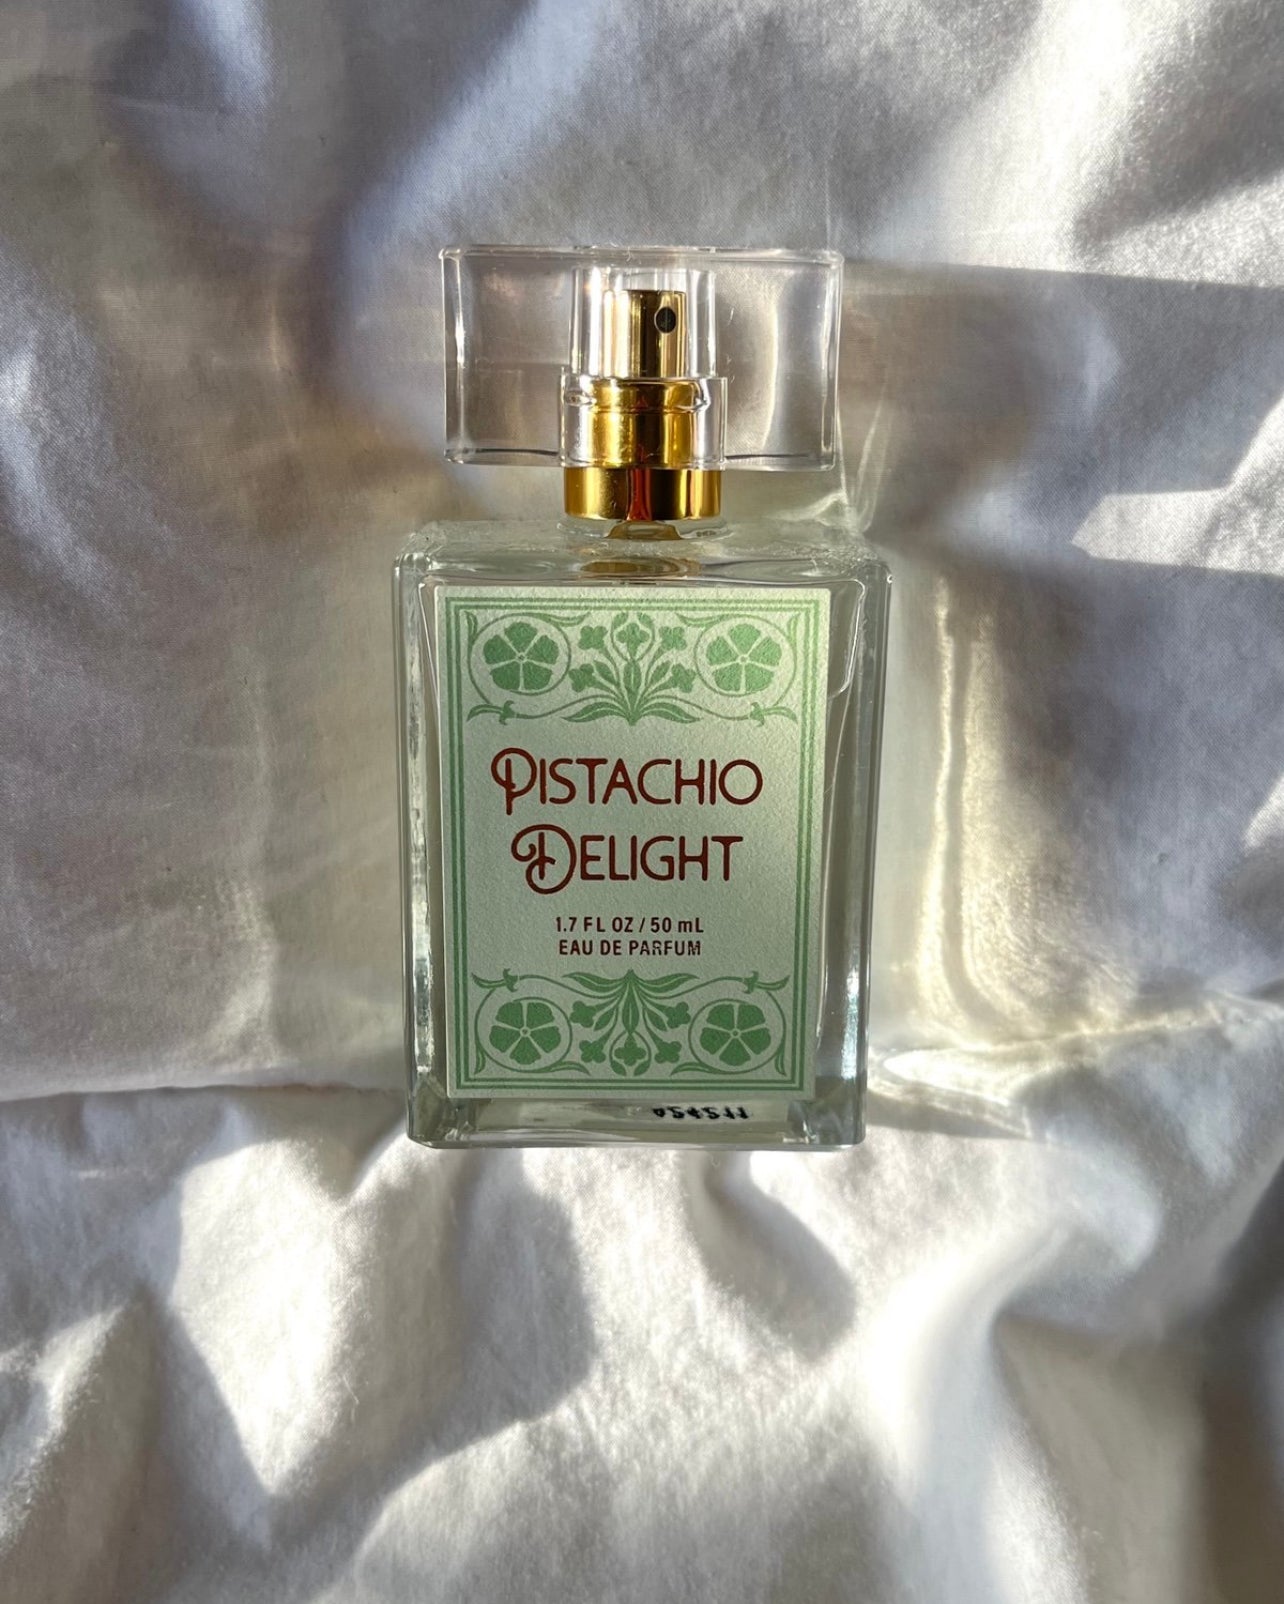 PISTACHIO
DELIGHT
1.7 FL OZ / 50 mL
EAU DE PARFUM